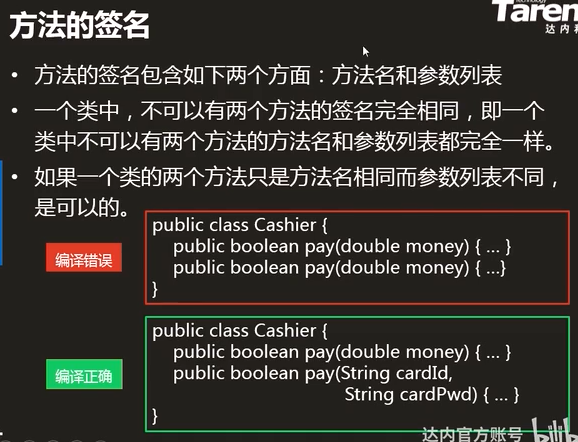 方法的签名
Technology
Taren
达内科
• 方法的签名包含如下两个方面：方法名和参数列表
• 一个类中，不可以有两个方法的签名完全相同，即一个
类中不可以有两个方法的方法名和参数列表都完全一样。
• 如果一个类的两个方法只是方法名相同而参数列表不同，
是可以的。
编译错误
public class Cashier {
public boolean pay(double money) { ... }
public boolean pay(double money) { ...}
}
编译正确
public class Cashier {
public boolean pay(double money) { ... }
public boolean pay(String cardId,
String cardPwd) { ... }
}
达内官方账号 bilibili